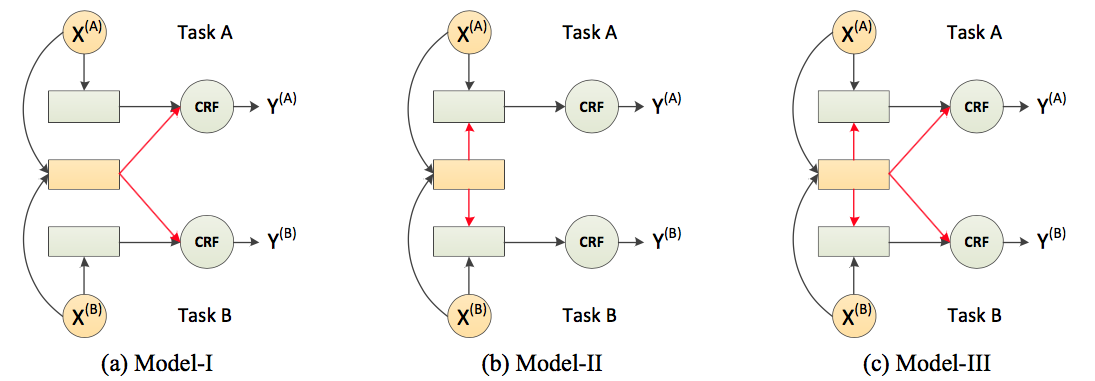 X(A) Task A
CRF Y(A)
CRF Y(B)
X(B) Task B
(a) Model-I
X(A) Task A
CRF Y(A)
CRF Y(B)
X(B) Task B
(b) Model-II
X(A) Task A
CRF Y(A)
CRF Y(B)
X(B) Task B
(c) Model-III